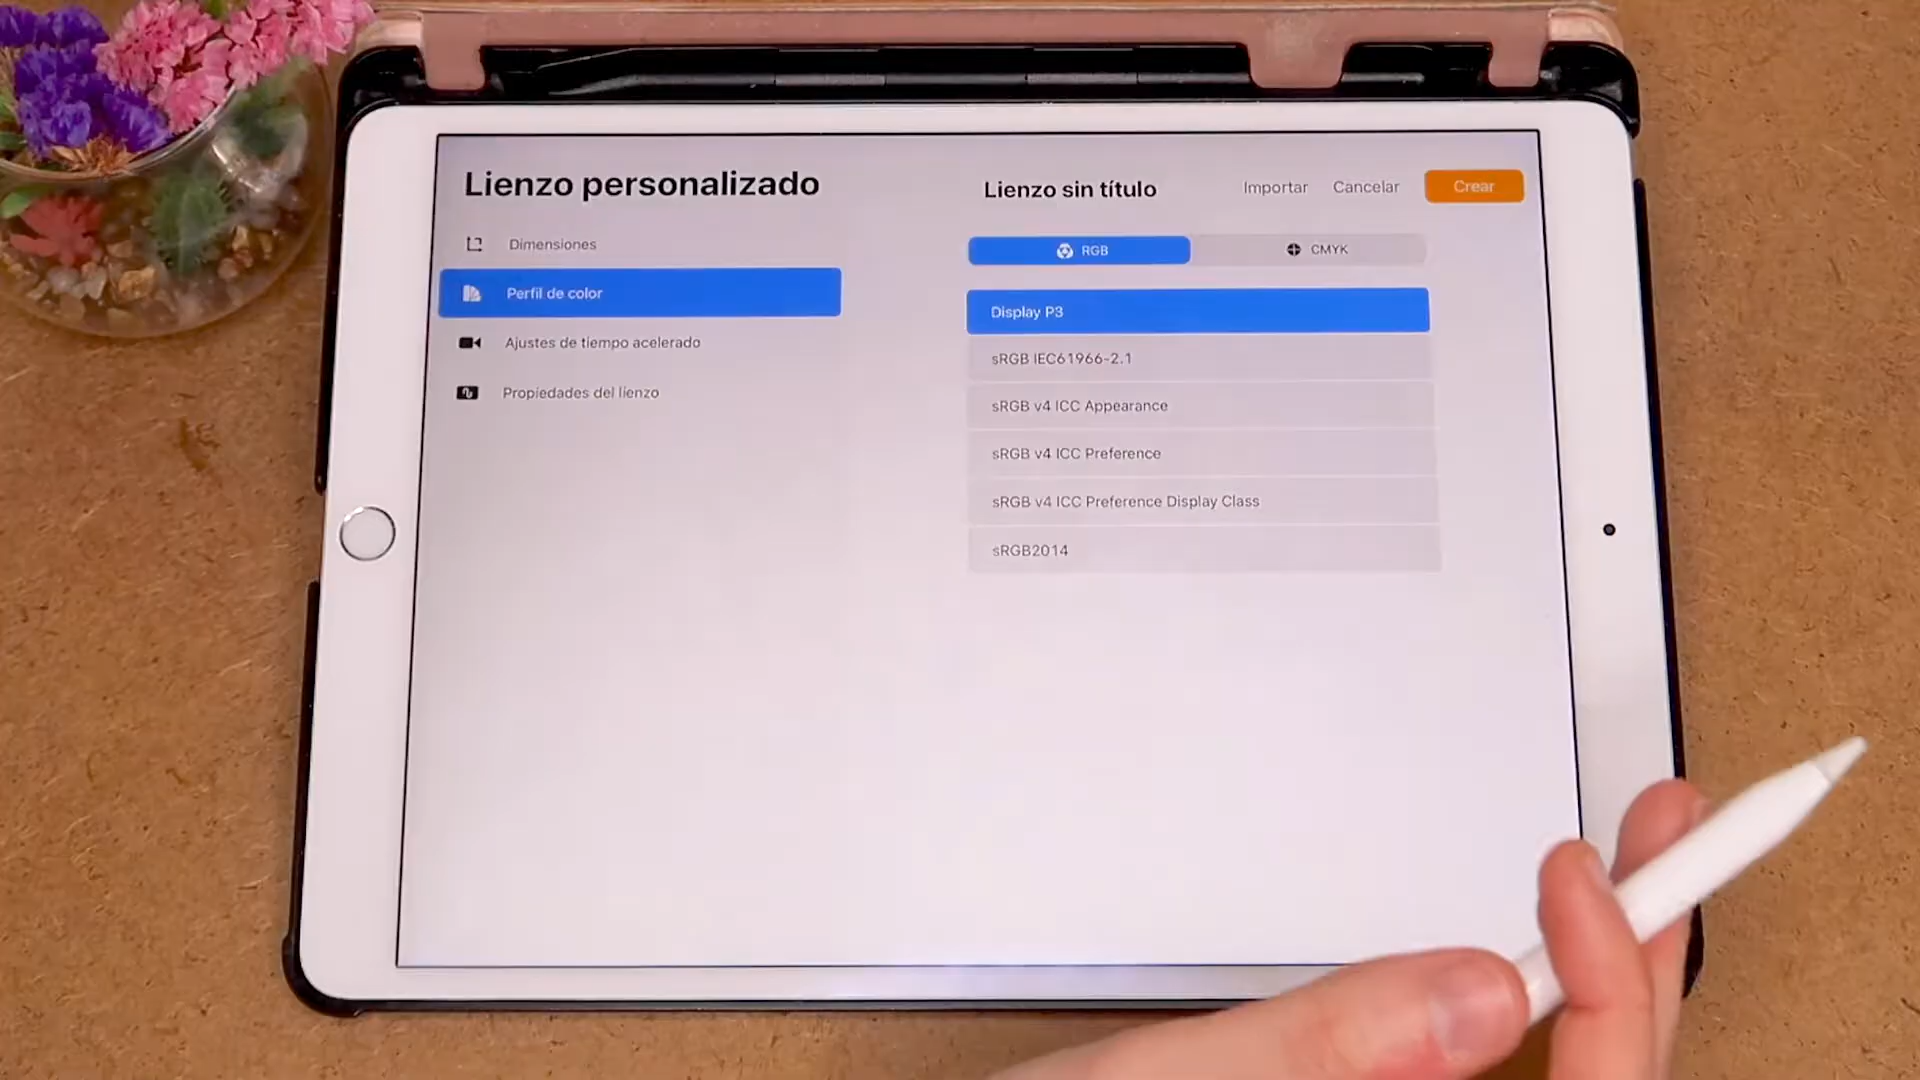 Lienzo personalizado
Dimensiones
Perfil de color
Ajustes de tiempo acelerado
Propiedades del lienzo
Lienzo sin título
Importar
Cancelar
Crear
RGB
CMYK
Display P3
sRGB IEC61966-2.1
sRGB v4 ICC Appearance
sRGB v4 ICC Preference
sRGB v4 ICC Preference Display Class
sRGB2014